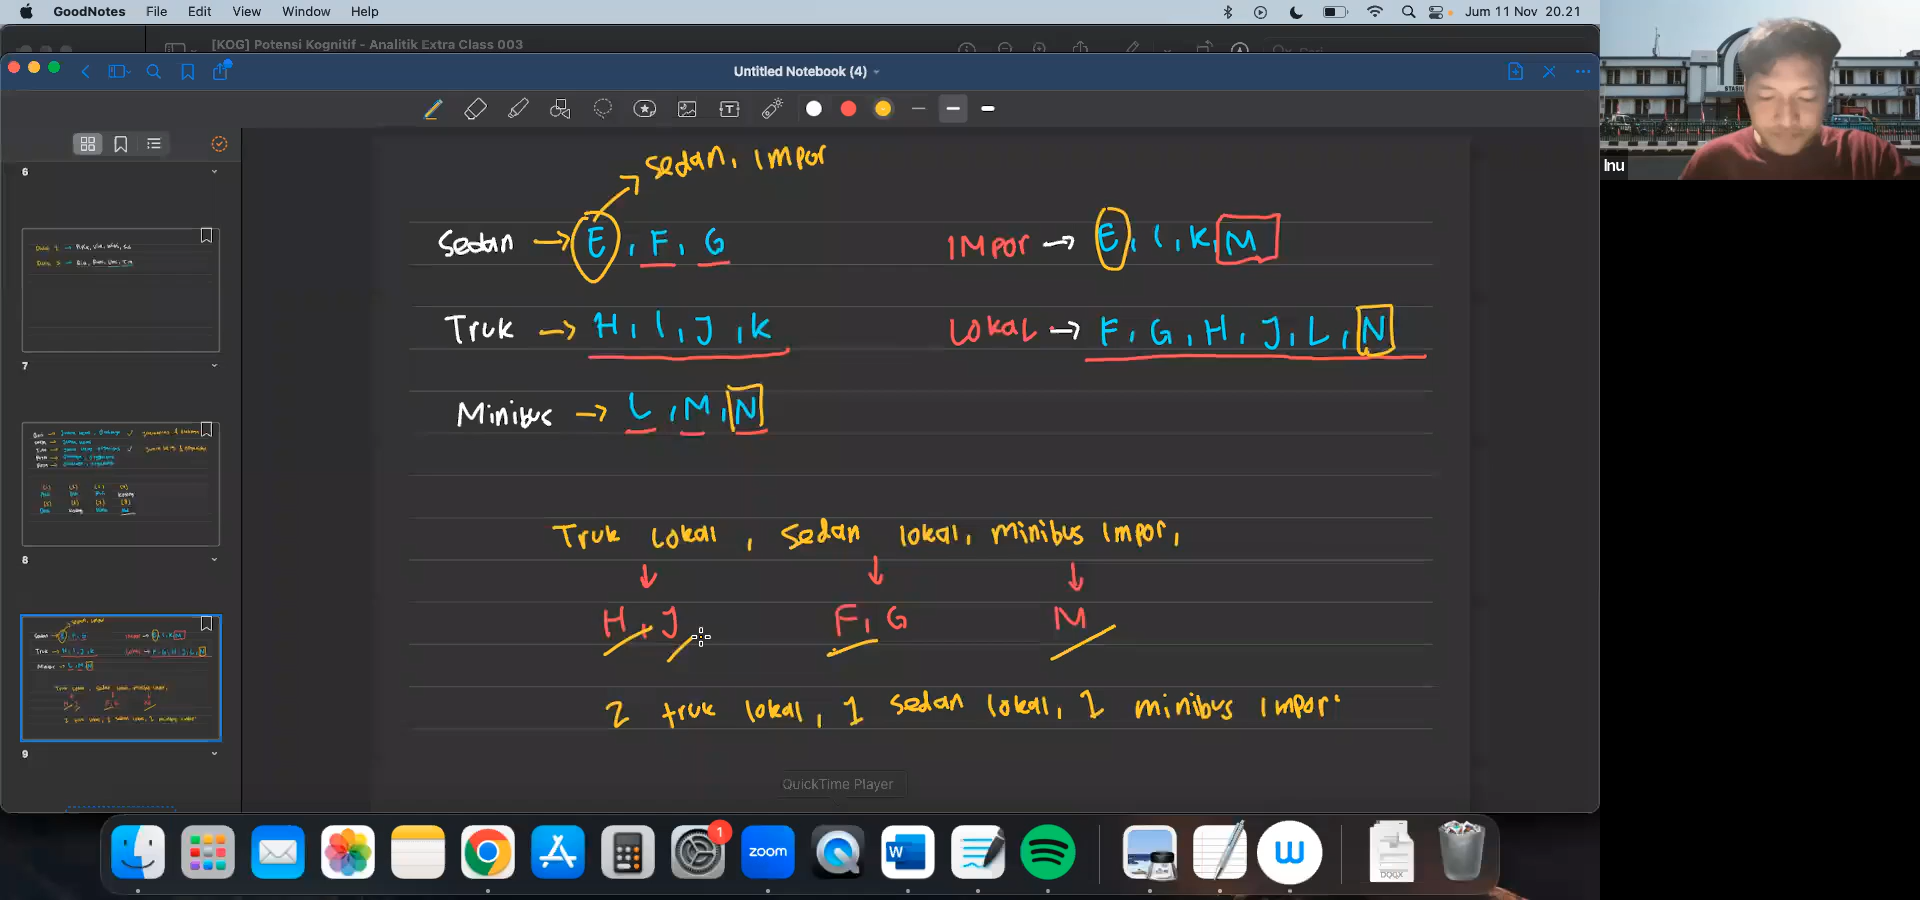 GoodNotes File Edit View Window Help Jum 11 Nov 20.21
[KOG] Potensi Kognitif - Analitik Extra Class 003
Untitled Notebook (4)
Inu
6
7
8
9
sedan, impor
Sedan → E, F, G
IMPOR → E, I, K, M
Truk → H, I, J, K
LOKAL → F, G, H, J, L, N
Minibus → L, M, N
Truk lokal, sedan lokal, minibus impor,
H, J F, G M
2 truk lokal, 1 sedan lokal, 1 minibus impor.
QuickTime Player
1
zoom
W
W
DOCX